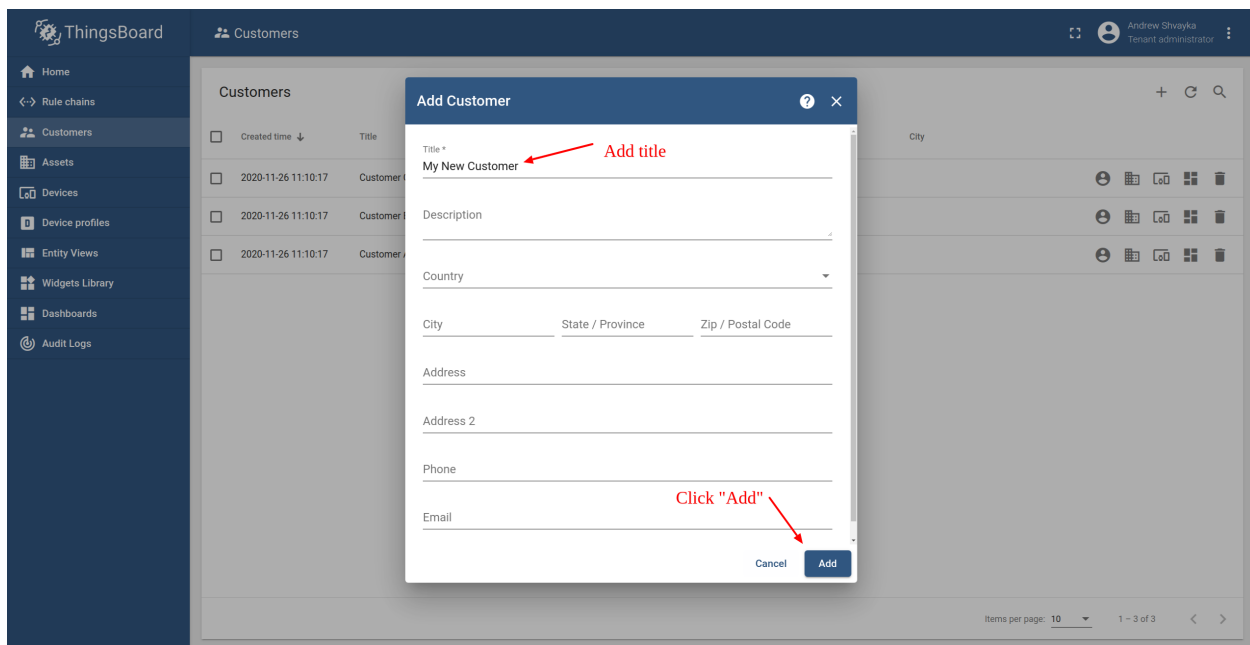 ThingsBoard
Customers
Andrew Shvayka
Tenant administrator
Home
Rule chains
Customers
Assets
Devices
Device profiles
Entity Views
Widgets Library
Dashboards
Audit Logs
Customers
Created time
Title
City
2020-11-26 11:10:17
Customer
2020-11-26 11:10:17
Customer
2020-11-26 11:10:17
Customer
Add Customer
Title *
My New Customer
Add title
Description
Country
City
State / Province
Zip / Postal Code
Address
Address 2
Phone
Email
Click "Add"
Cancel
Add
Items per page: 10
1 – 3 of 3